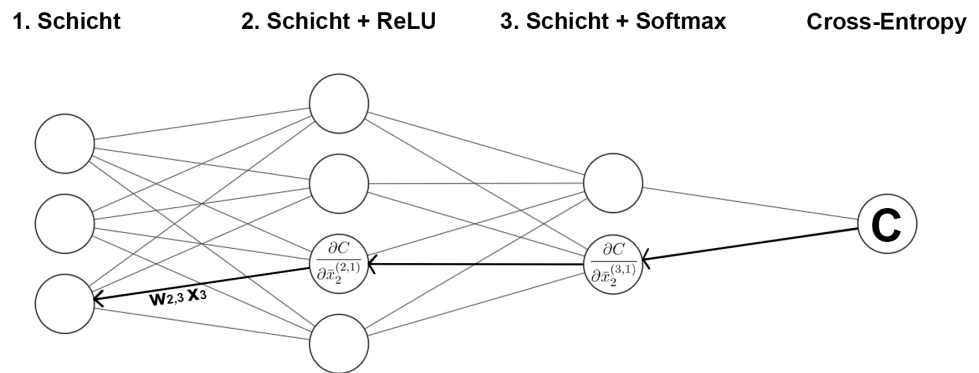 1. Schicht 2. Schicht + ReLU 3. Schicht + Softmax Cross-Entropy
C
∂C
∂x̄₂⁽²,¹⁾
∂C
∂x̄₂⁽³,¹⁾
w₂,₃ x₃